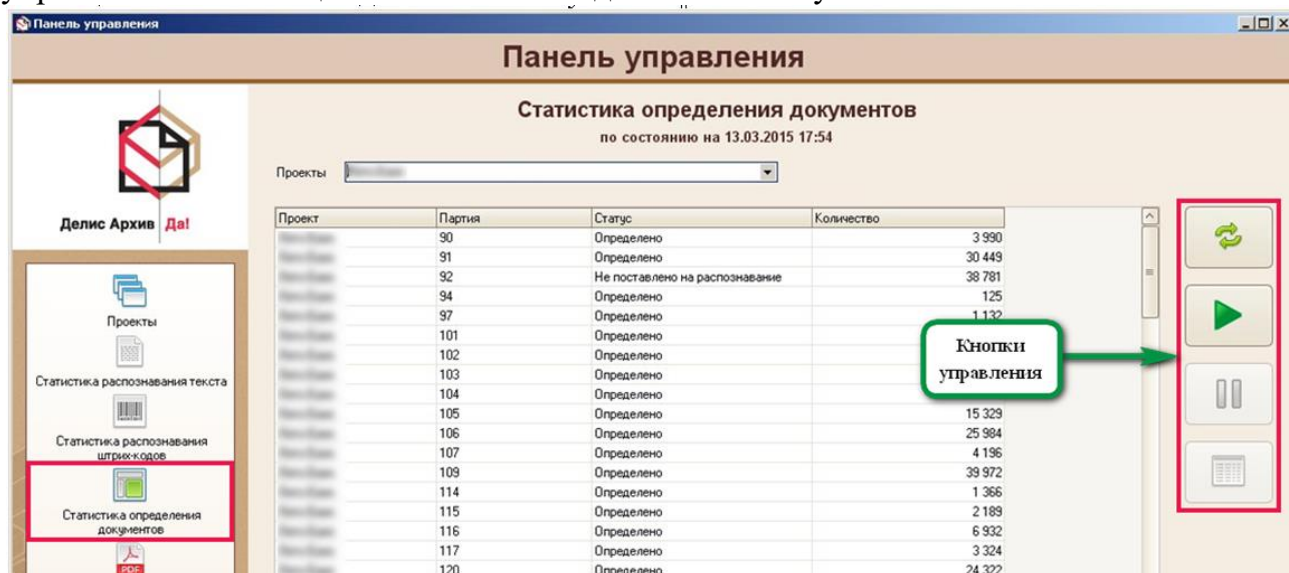 Панель управления
Панель управления
Делис Архив Да!
Проекты
Статистика распознавания текста
Статистика распознавания
штрих-кодов
Статистика определения
документов
PDF
Статистика определения документов
по состоянию на 13.03.2015 17:54
Проекты
Проект Партия Статус Количество
90 Определено 3 990
91 Определено 30 449
92 Не поставлено на распознавание 38 781
94 Определено 125
97 Определено 1 132
101 Определено
102 Определено
103 Определено
104 Определено
105 Определено 15 329
106 Определено 25 984
107 Определено 4 196
109 Определено 39 972
114 Определено 1 366
115 Определено 2 189
116 Определено 6 932
117 Определено 3 324
120 Определено 24 322
Кнопки
управления